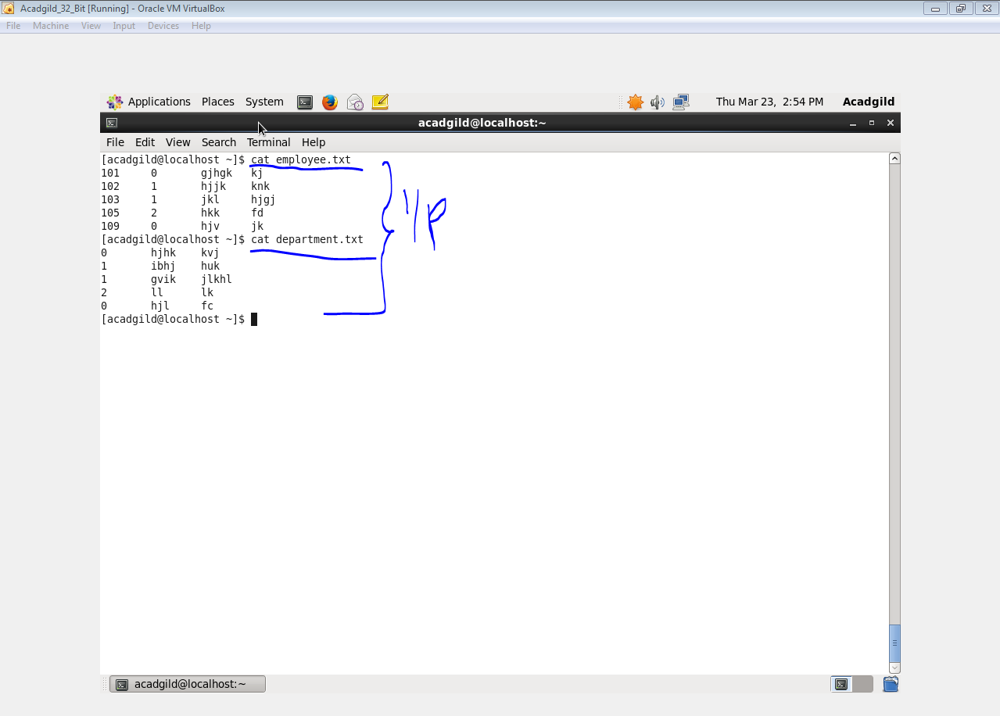 Acadgild_32_Bit [Running] - Oracle VM VirtualBox
File Machine View Input Devices Help
Applications Places System Thu Mar 23, 2:54 PM Acadgild
acadgild@localhost:~
File Edit View Search Terminal Help
[acadgild@localhost ~]$ cat employee.txt
101 0 gjhgk kj
102 1 hjjk knk
103 1 jkl hjgj
105 2 hkk fd
109 0 hjv jk
[acadgild@localhost ~]$ cat department.txt
0 hjhk kvj
1 ibhj huk
1 gvik jlkhl
2 ll lk
0 hjl fc
[acadgild@localhost ~]$
I/P
acadgild@localhost:~